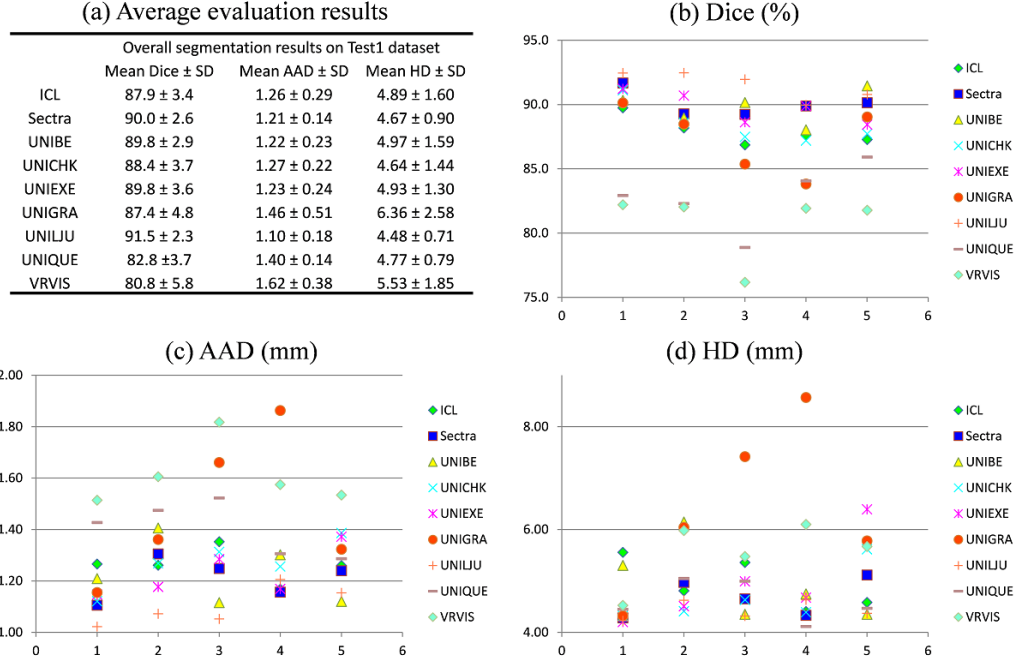 (a) Average evaluation results
Overall segmentation results on Test1 dataset
Mean Dice ± SD Mean AAD ± SD Mean HD ± SD
ICL 87.9 ± 3.4 1.26 ± 0.29 4.89 ± 1.60
Sectra 90.0 ± 2.6 1.21 ± 0.14 4.67 ± 0.90
UNIBE 89.8 ± 2.9 1.22 ± 0.23 4.97 ± 1.59
UNICHK 88.4 ± 3.7 1.27 ± 0.22 4.64 ± 1.44
UNIEXE 89.8 ± 3.6 1.23 ± 0.24 4.93 ± 1.30
UNIGRA 87.4 ± 4.8 1.46 ± 0.51 6.36 ± 2.58
UNILJU 91.5 ± 2.3 1.10 ± 0.18 4.48 ± 0.71
UNIQUE 82.8 ±3.7 1.40 ± 0.14 4.77 ± 0.79
VRVIS 80.8 ± 5.8 1.62 ± 0.38 5.53 ± 1.85
(b) Dice (%)
95.0
90.0
85.0
80.0
75.0
0 1 2 3 4 5 6
ICL
Sectra
UNIBE
UNICHK
UNIEXE
UNIGRA
UNILJU
UNIQUE
VRVIS
(c) AAD (mm)
2.00
1.80
1.60
1.40
1.20
1.00
0 1 2 3 4 5 6
ICL
Sectra
UNIBE
UNICHK
UNIEXE
UNIGRA
UNILJU
UNIQUE
VRVIS
(d) HD (mm)
8.00
6.00
4.00
0 1 2 3 4 5 6
ICL
Sectra
UNIBE
UNICHK
UNIEXE
UNIGRA
UNILJU
UNIQUE
VRVIS